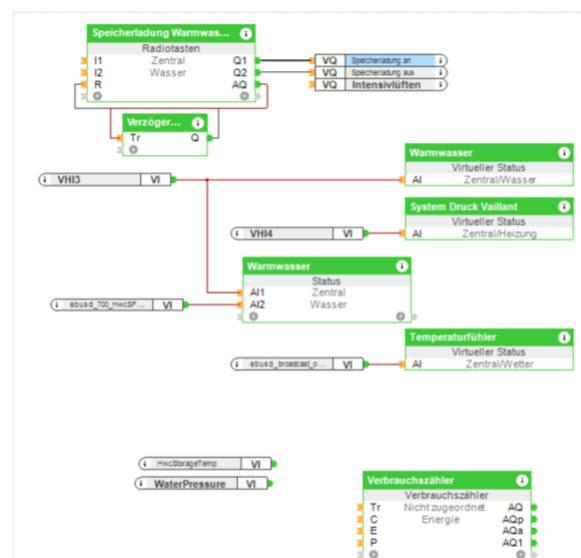 Speicherladung Warmwas...
Radiotasten
I1 Zentral Q1
I2 Wasser Q2
R AQ
VQ Speicherladung an
VQ Speicherladung aus
VQ Intensivlüften
Verzöger...
Tr Q
VHI3 VI
Warmwasser
Virtueller Status
AI Zentral/Wasser
System Druck Vaillant
Virtueller Status
AI Zentral/Heizung
VHI4 VI
Warmwasser
Status
AI1 Zentral
AI2 Wasser
ebusd_700_HwcSF... VI
Temperaturfühler
Virtueller Status
AI Zentral/Wetter
ebusd_broadcast_o... VI
HwcStorageTemp VI
WaterPressure VI
Verbrauchszähler
Verbrauchszähler
Tr Nicht zugeordnet AQ
C Energie AQp
E AQa
P AQ1